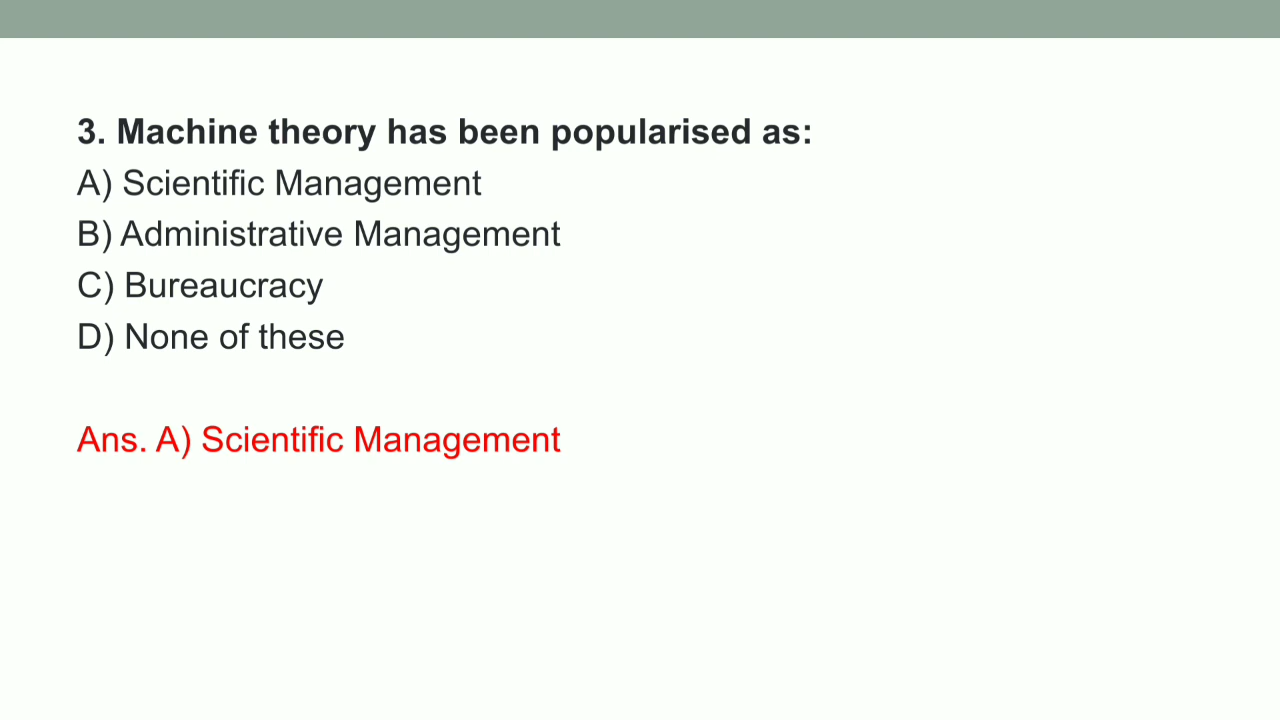 3. Machine theory has been popularised as:
A) Scientific Management
B) Administrative Management
C) Bureaucracy
D) None of these
Ans. A) Scientific Management